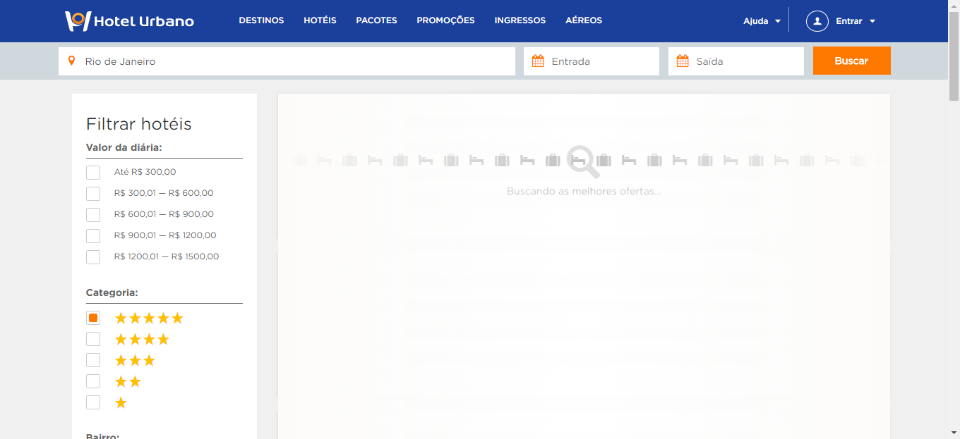 Hotel Urbano DESTINOS HOTÉIS PACOTES PROMOÇÕES INGRESSOS AÉREOS Ajuda Entrar
Rio de Janeiro Entrada Saída Buscar
Filtrar hotéis
Valor da diária:
Até R$ 300,00
R$ 300,01 — R$ 600,00
R$ 600,01 — R$ 900,00
R$ 900,01 — R$ 1200,00
R$ 1200,01 — R$ 1500,00
Categoria:
Bairro:
Buscando as melhores ofertas...